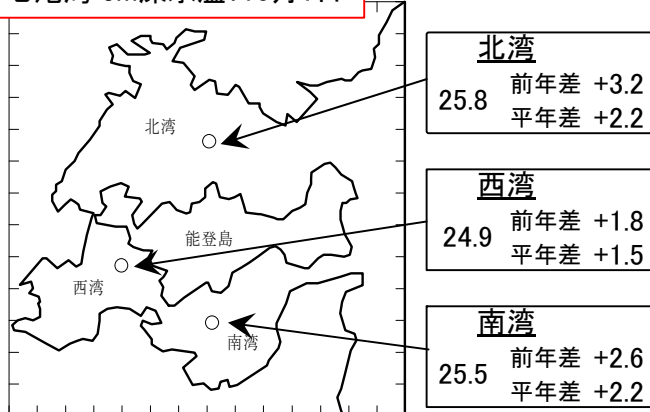 北湾
25.8
前年差 +3.2
平年差 +2.2
西湾
24.9
前年差 +1.8
平年差 +1.5
南湾
25.5
前年差 +2.6
平年差 +2.2
北湾
能登島
西湾
南湾